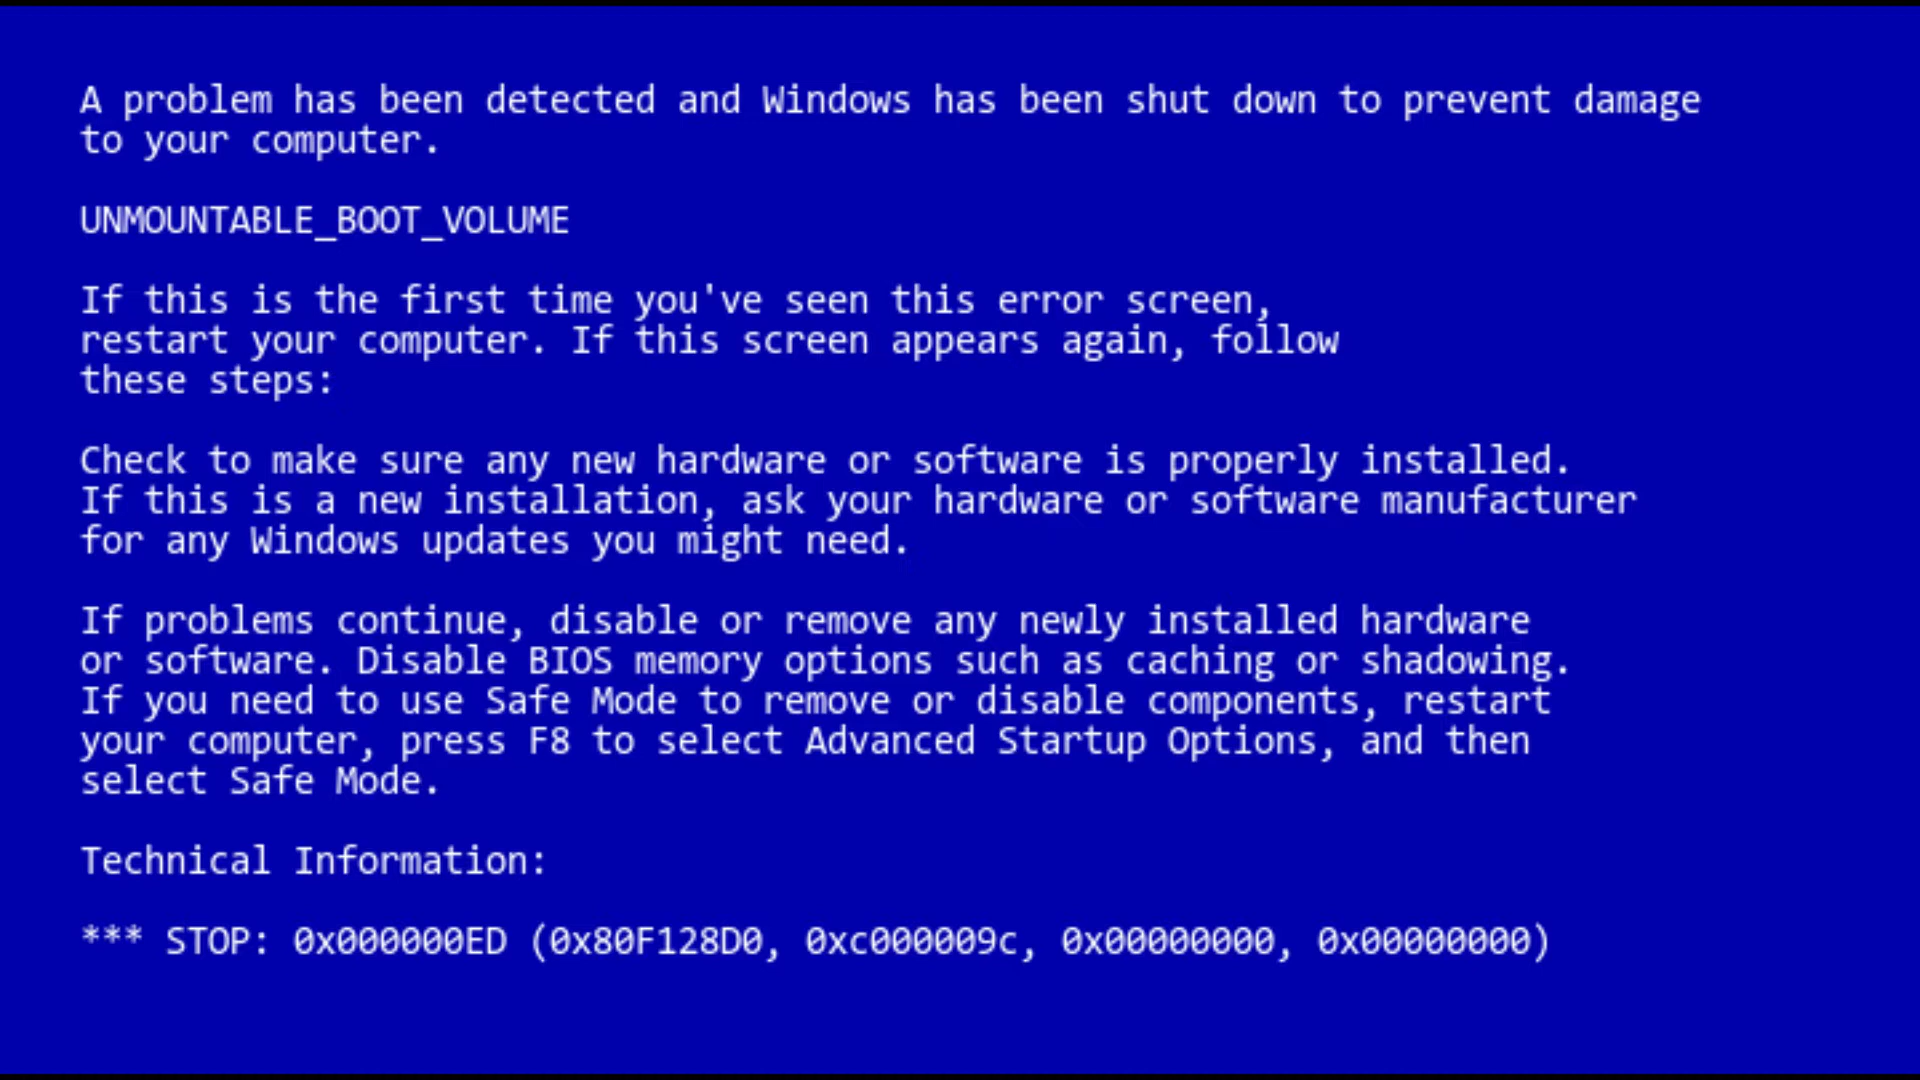 A problem has been detected and Windows has been shut down to prevent damage
to your computer.
UNMOUNTABLE_BOOT_VOLUME
If this is the first time you've seen this error screen,
restart your computer. If this screen appears again, follow
these steps:
Check to make sure any new hardware or software is properly installed.
If this is a new installation, ask your hardware or software manufacturer
for any Windows updates you might need.
If problems continue, disable or remove any newly installed hardware
or software. Disable BIOS memory options such as caching or shadowing.
If you need to use Safe Mode to remove or disable components, restart
your computer, press F8 to select Advanced Startup Options, and then
select Safe Mode.
Technical Information:
*** STOP: 0x000000ED (0x80F128D0, 0xc000009c, 0x00000000, 0x00000000)